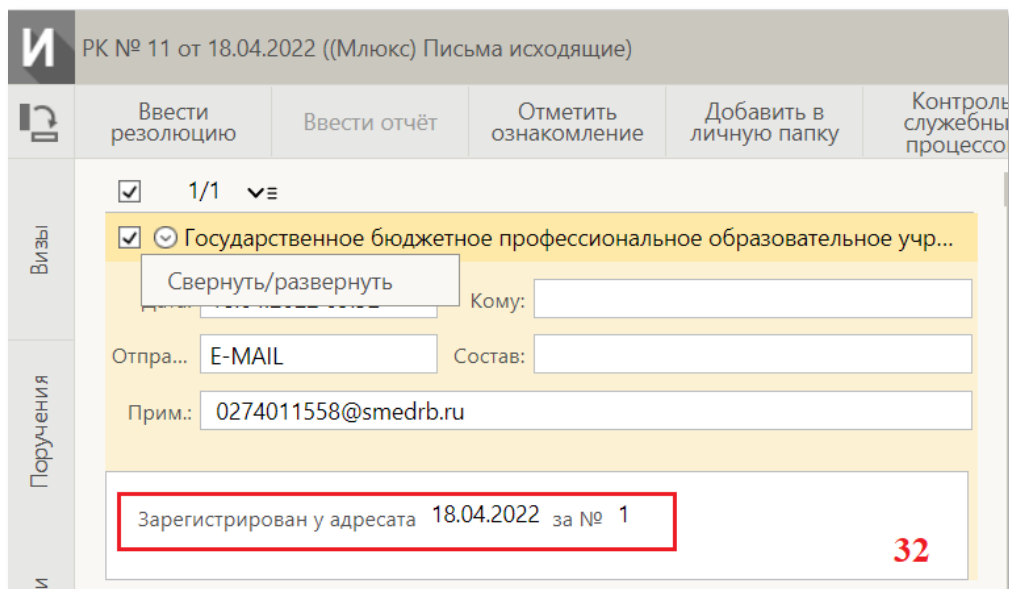 И
РК № 11 от 18.04.2022 ((Млюкс) Письма исходящие)
Ввести
резолюцию
Ввести отчёт
Отметить
ознакомление
Добавить в
личную папку
Контроль
служебны
процессо
Визы
1/1
Государственное бюджетное профессиональное образовательное учр...
Свернуть/развернуть
Кому:
Отпра... E-MAIL Состав:
Поручения
Прим.: 0274011558@smedrb.ru
Зарегистрирован у адресата 18.04.2022 за № 1
32
и